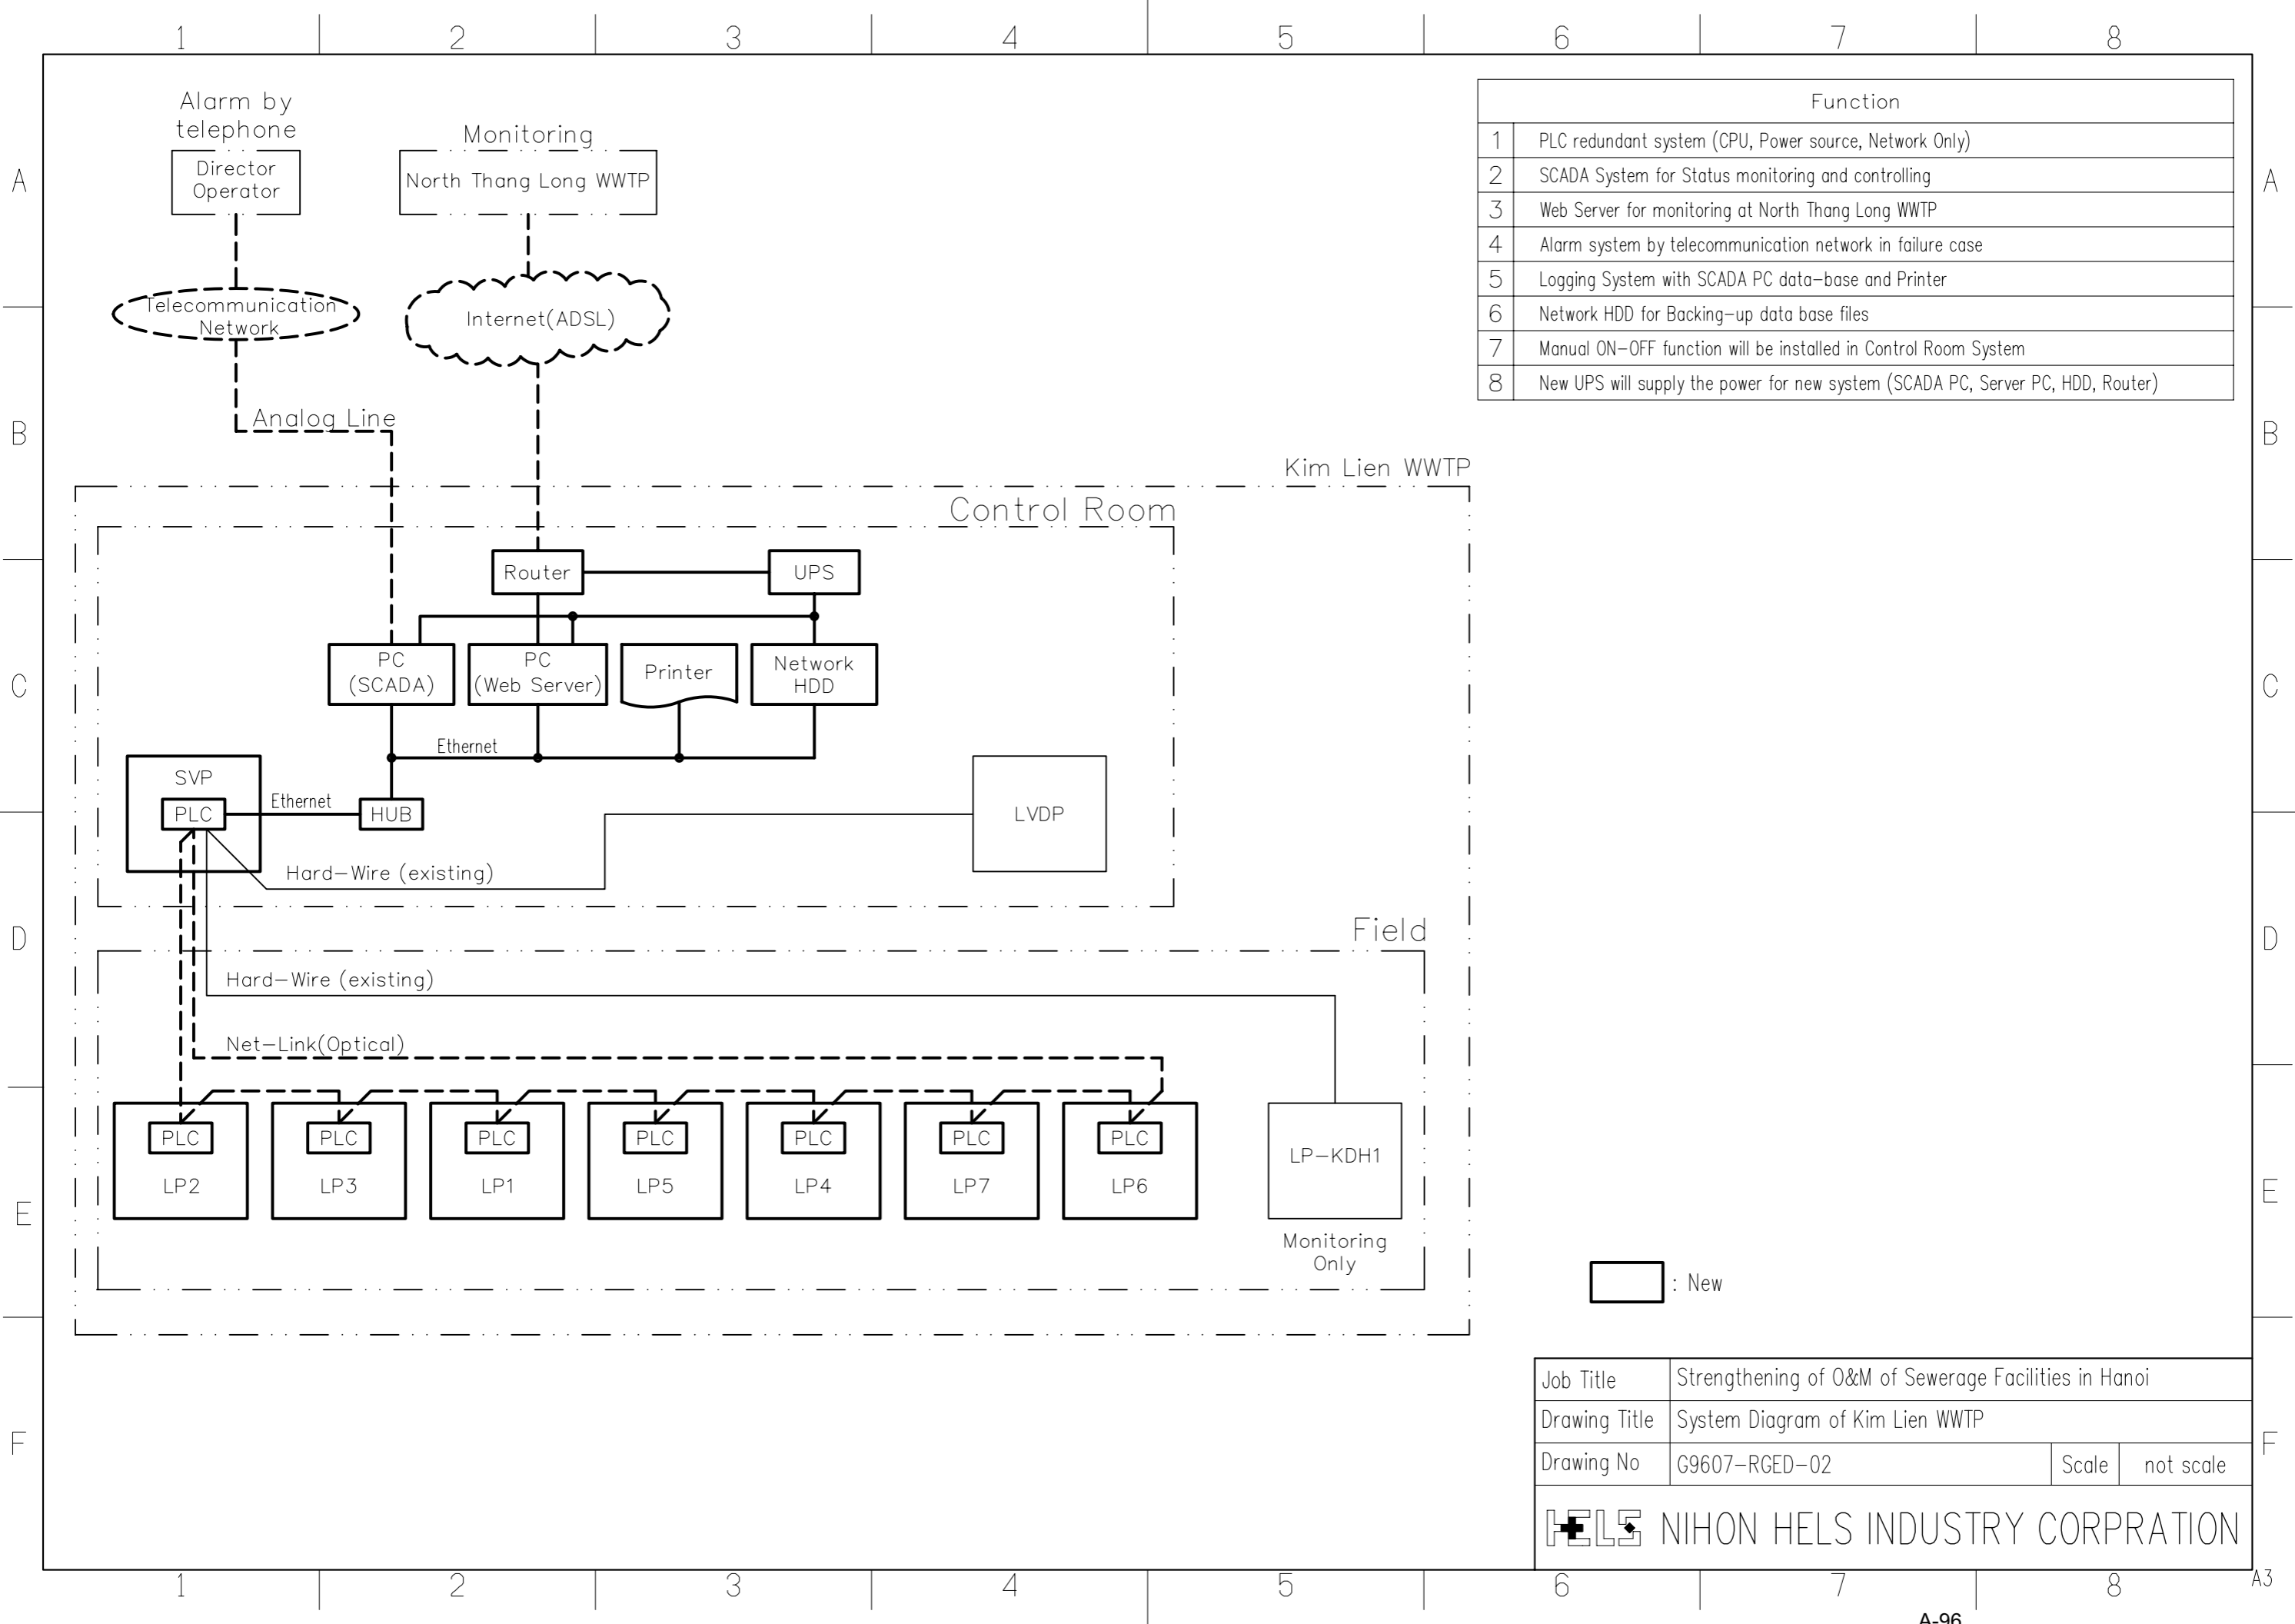 1 2 3 4 5 6 7 8
A
B
C
D
E
F
A
B
C
D
E
F
Alarm by
telephone
Director
Operator
Monitoring
North Thang Long WWTP
Telecommunication
Network
Internet(ADSL)
Analog Line
Function
1 PLC redundant system (CPU, Power source, Network Only)
2 SCADA System for Status monitoring and controlling
3 Web Server for monitoring at North Thang Long WWTP
4 Alarm system by telecommunication network in failure case
5 Logging System with SCADA PC data-base and Printer
6 Network HDD for Backing-up data base files
7 Manual ON-OFF function will be installed in Control Room System
8 New UPS will supply the power for new system (SCADA PC, Server PC, HDD, Router)
Kim Lien WWTP
Control Room
Router
UPS
PC
(SCADA)
PC
(Web Server)
Printer
Network
HDD
Ethernet
SVP
PLC
Ethernet
HUB
LVDP
Hard-Wire (existing)
Field
Hard-Wire (existing)
Net-Link(Optical)
PLC
LP2
PLC
LP3
PLC
LP1
PLC
LP5
PLC
LP4
PLC
LP7
PLC
LP6
LP-KDH1
Monitoring
Only
: New
Job Title Strengthening of O&M of Sewerage Facilities in Hanoi
Drawing Title System Diagram of Kim Lien WWTP
Drawing No G9607-RGED-02 Scale not scale
HELS NIHON HELS INDUSTRY CORPRATION
1 2 3 4 5 6 7 8
A3
A-96